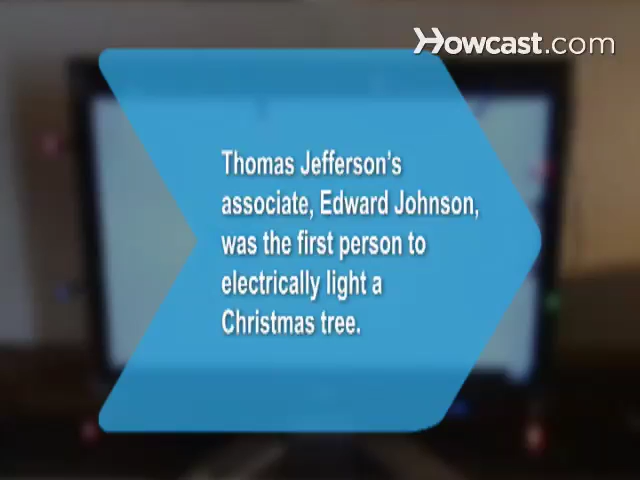 Howcast.com
Thomas Jefferson's
associate, Edward Johnson,
was the first person to
electrically light a
Christmas tree.